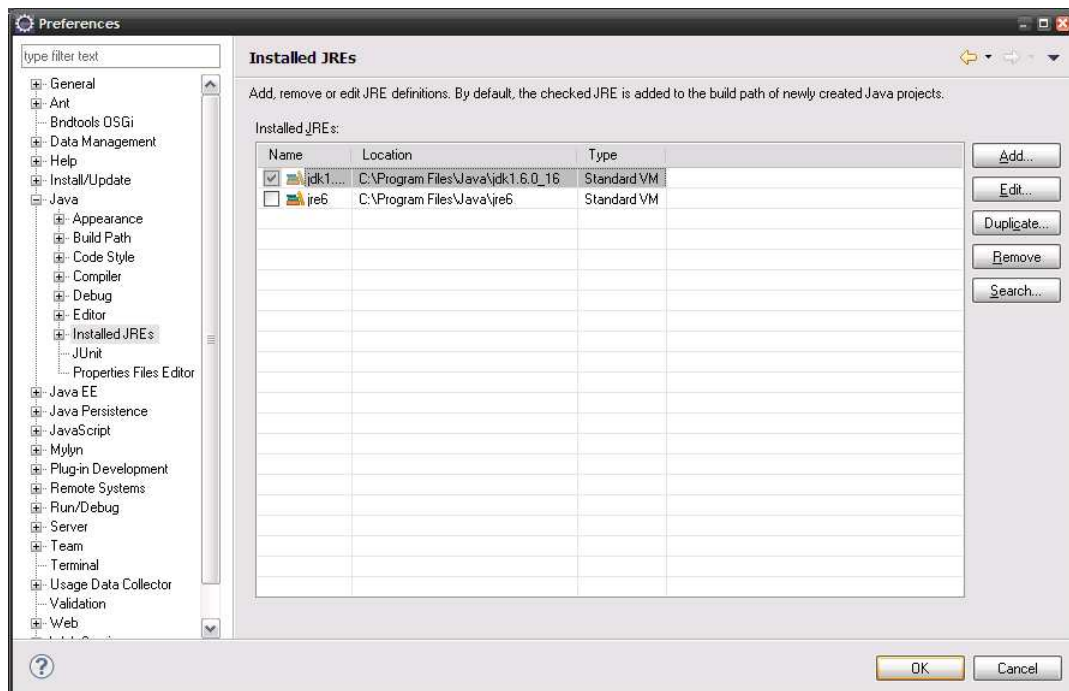 Preferences
type filter text
General
Ant
Bndtools OSGi
Data Management
Help
Install/Update
Java
Appearance
Build Path
Code Style
Compiler
Debug
Editor
Installed JREs
JUnit
Properties Files Editor
Java EE
Java Persistence
JavaScript
Mylyn
Plug-in Development
Remote Systems
Run/Debug
Server
Team
Terminal
Usage Data Collector
Validation
Web
Installed JREs
Add, remove or edit JRE definitions. By default, the checked JRE is added to the build path of newly created Java projects.
Installed JREs:
Name Location Type
jdk1.... C:\Program Files\Java\jdk1.6.0_16 Standard VM
jre6 C:\Program Files\Java\jre6 Standard VM
Add...
Edit...
Duplicate...
Remove
Search...
?
OK Cancel